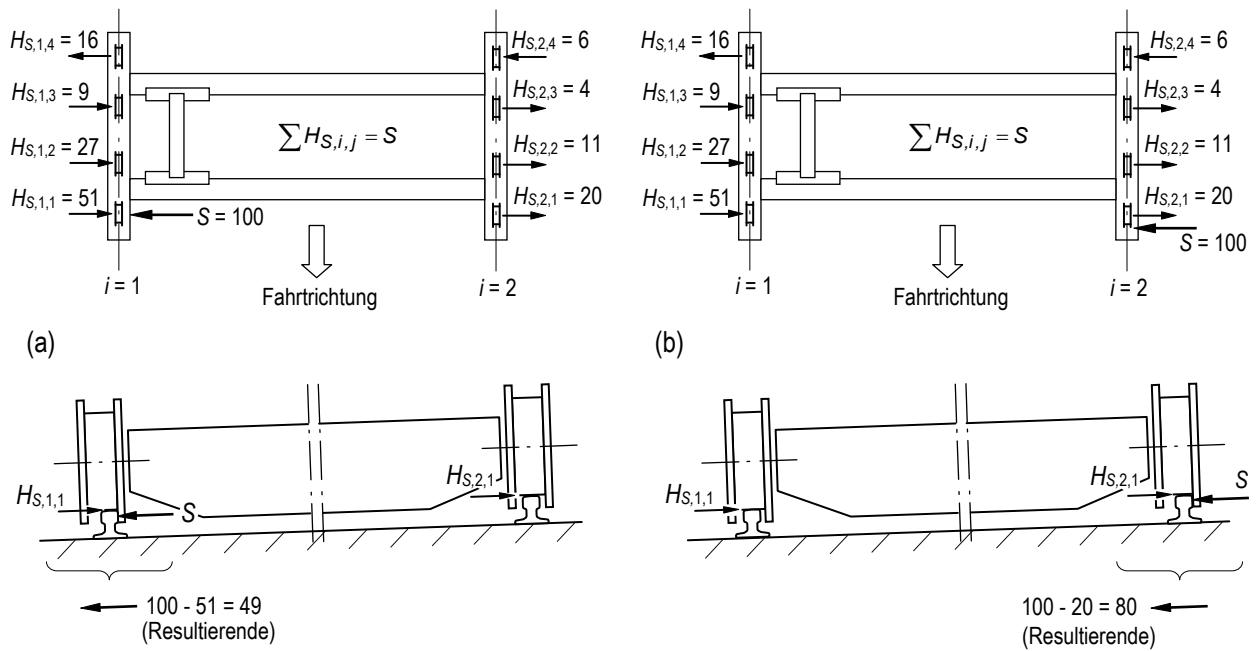 H_{S,1,4} = 16
H_{S,2,4} = 6
H_{S,1,3} = 9
H_{S,2,3} = 4
∑ H_{S,i,j} = S
H_{S,1,2} = 27
H_{S,2,2} = 11
H_{S,1,1} = 51
H_{S,2,1} = 20
S = 100
i = 1
Fahrtrichtung
i = 2
H_{S,1,4} = 16
H_{S,2,4} = 6
H_{S,1,3} = 9
H_{S,2,3} = 4
∑ H_{S,i,j} = S
H_{S,1,2} = 27
H_{S,2,2} = 11
H_{S,1,1} = 51
H_{S,2,1} = 20
S = 100
i = 1
Fahrtrichtung
i = 2
(a)
H_{S,1,1}
S
H_{S,2,1}
100 - 51 = 49
(Resultierende)
(b)
H_{S,1,1}
H_{S,2,1}
S
100 - 20 = 80
(Resultierende)